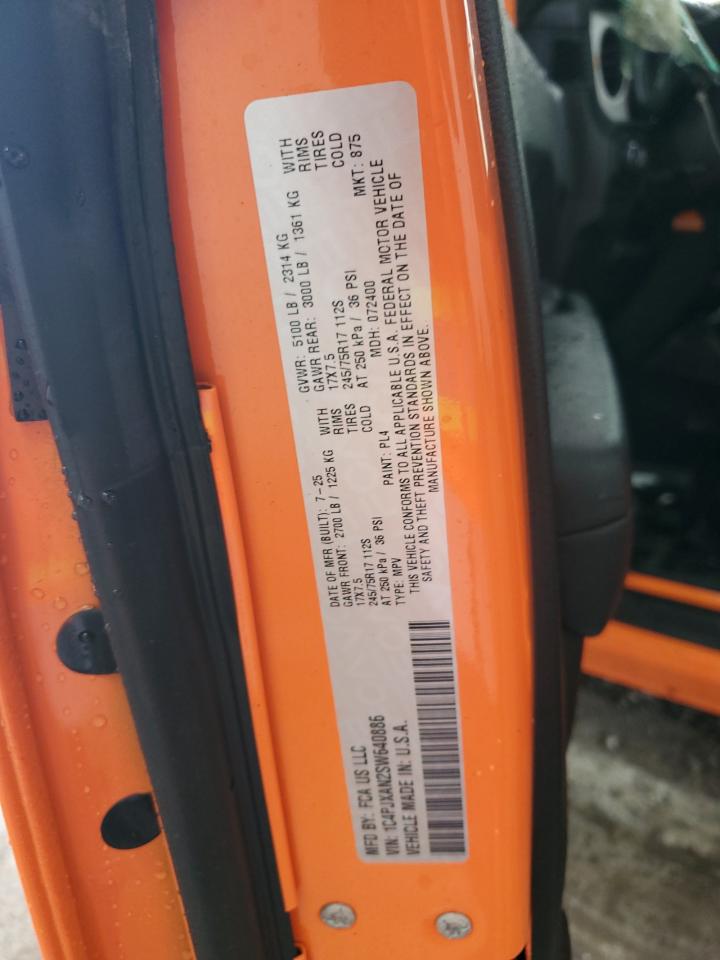 MFD BY: FCA US LLC
DATE OF MFR (BUILT): 7-25
GVWR: 5100 LB / 2314 KG
GAWR FRONT: 2700 LB / 1225 KG WITH
17X7.5 RIMS
245/75R17 112S TIRES
AT 250 kPa / 36 PSI COLD
GAWR REAR: 3000 LB / 1361 KG WITH
17X7.5 RIMS
245/75R17 112S TIRES
AT 250 kPa / 36 PSI COLD
VIN: 1C4PJXAN2SW640886
TYPE: MPV PAINT: PL4 MDH: 072400 MKT: 875
VEHICLE MADE IN: U.S.A.
THIS VEHICLE CONFORMS TO ALL APPLICABLE U.S.A. FEDERAL MOTOR VEHICLE
SAFETY AND THEFT PREVENTION STANDARDS IN EFFECT ON THE DATE OF
MANUFACTURE SHOWN ABOVE.